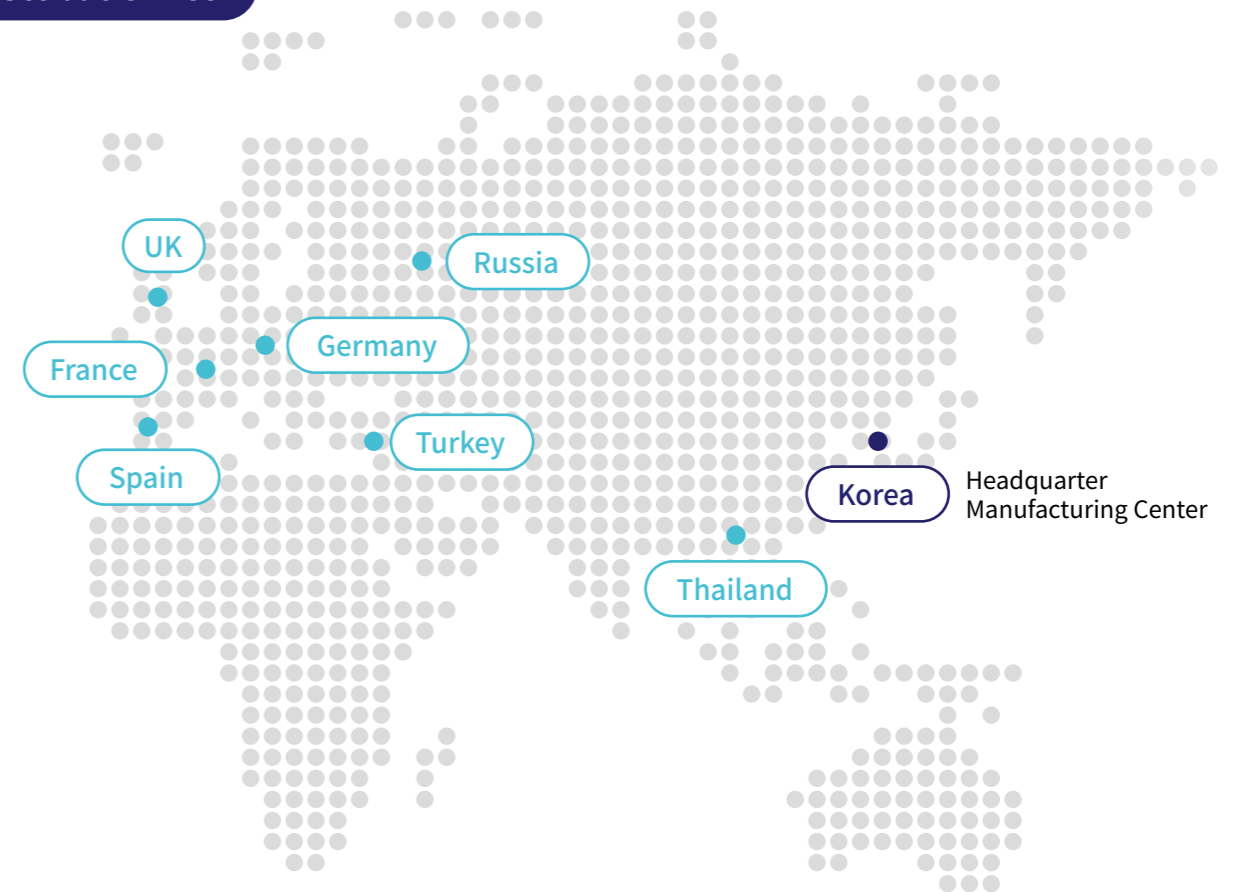 UK
Russia
Germany
France
Turkey
Spain
Korea
Headquarter
Manufacturing Center
Thailand